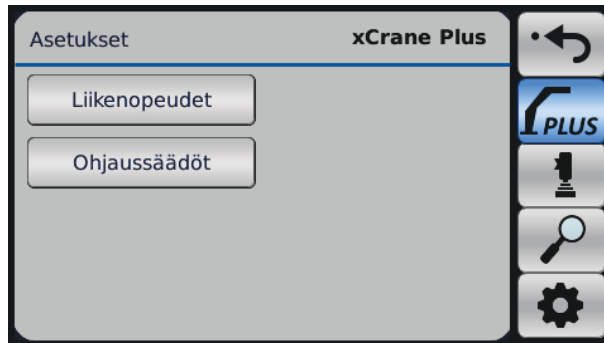 Asetukset
xCrane Plus
PLUS
Liikenopeudet
Ohjaussäädöt